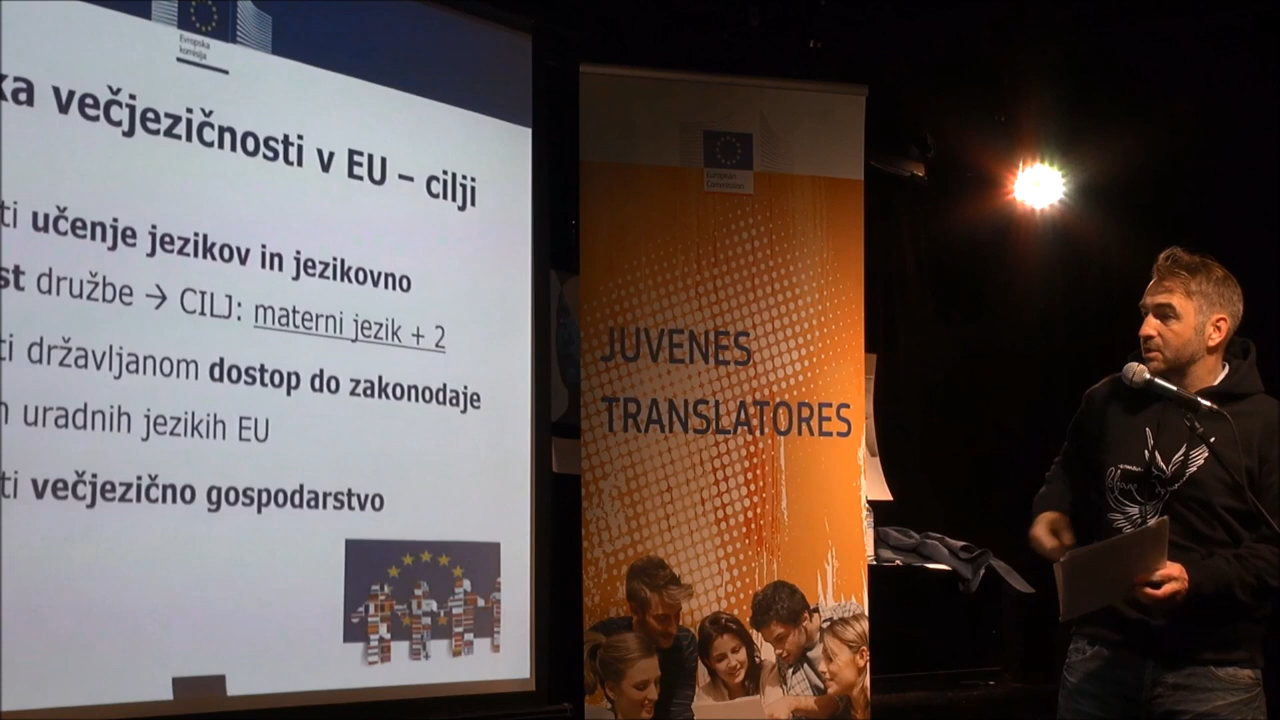 Evropska
komisija
ka večjezičnosti v EU – cilji
ti učenje jezikov in jezikovno
st družbe → CILJ: materni jezik + 2
ti državljanom dostop do zakonodaje
h uradnih jezikih EU
ti večjezično gospodarstvo
European
Commission
JUVENES
TRANSLATORES